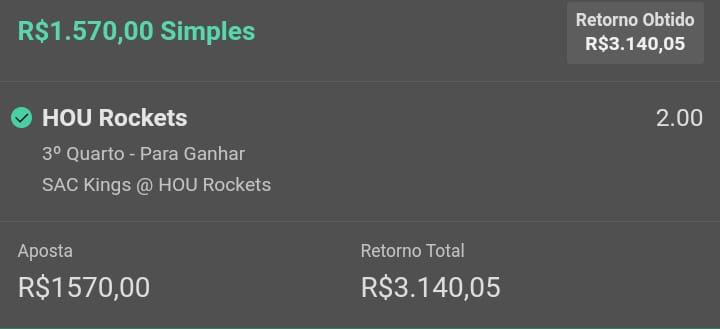 R$1.570,00 Simples
Retorno Obtido
R$3.140,05
HOU Rockets
2.00
3º Quarto - Para Ganhar
SAC Kings @ HOU Rockets
Aposta
Retorno Total
R$1570,00
R$3.140,05